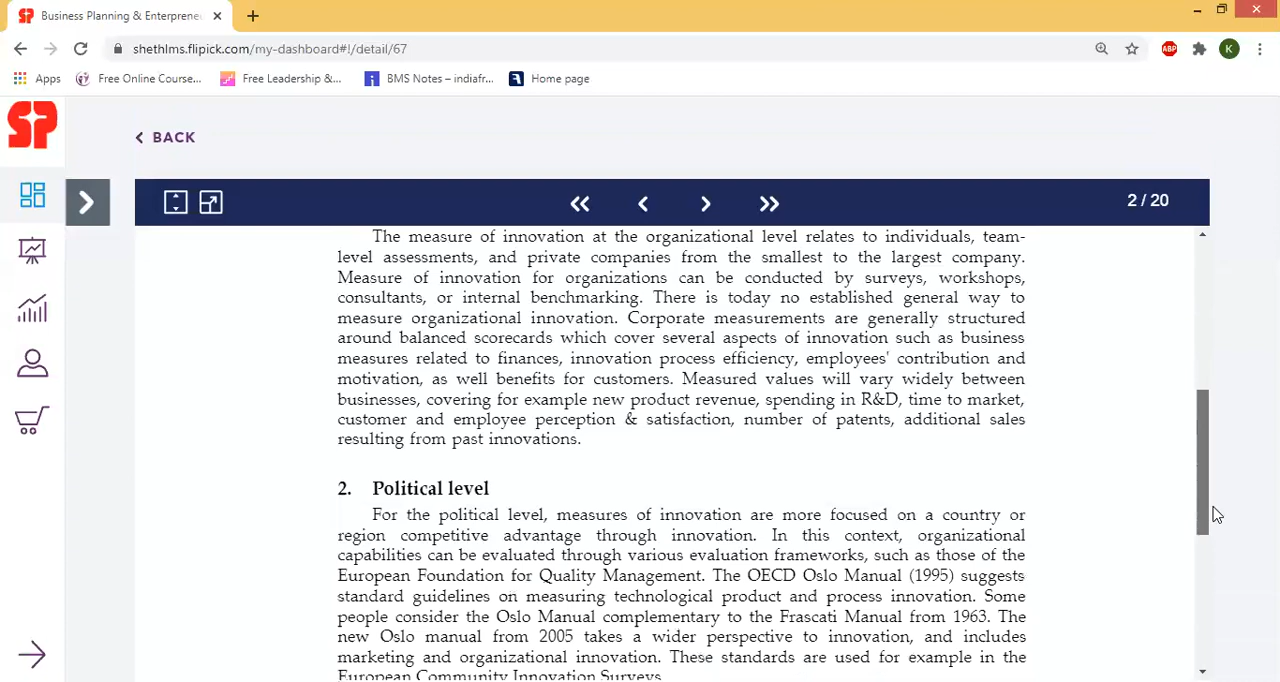 Business Planning & Enterprene
shethlms.flipick.com/my-dashboard#!/detail/67
ABP
K
Apps
Free Online Course...
Free Leadership &...
BMS Notes – indiafr...
Home page
SP
BACK
2 / 20
The measure of innovation at the organizational level relates to individuals, team-
level assessments, and private companies from the smallest to the largest company.
Measure of innovation for organizations can be conducted by surveys, workshops,
consultants, or internal benchmarking. There is today no established general way to
measure organizational innovation. Corporate measurements are generally structured
around balanced scorecards which cover several aspects of innovation such as business
measures related to finances, innovation process efficiency, employees' contribution and
motivation, as well benefits for customers. Measured values will vary widely between
businesses, covering for example new product revenue, spending in R&D, time to market,
customer and employee perception & satisfaction, number of patents, additional sales
resulting from past innovations.
2. Political level
For the political level, measures of innovation are more focused on a country or
region competitive advantage through innovation. In this context, organizational
capabilities can be evaluated through various evaluation frameworks, such as those of the
European Foundation for Quality Management. The OECD Oslo Manual (1995) suggests
standard guidelines on measuring technological product and process innovation. Some
people consider the Oslo Manual complementary to the Frascati Manual from 1963. The
new Oslo manual from 2005 takes a wider perspective to innovation, and includes
marketing and organizational innovation. These standards are used for example in the
European Community Innovation Surveys.